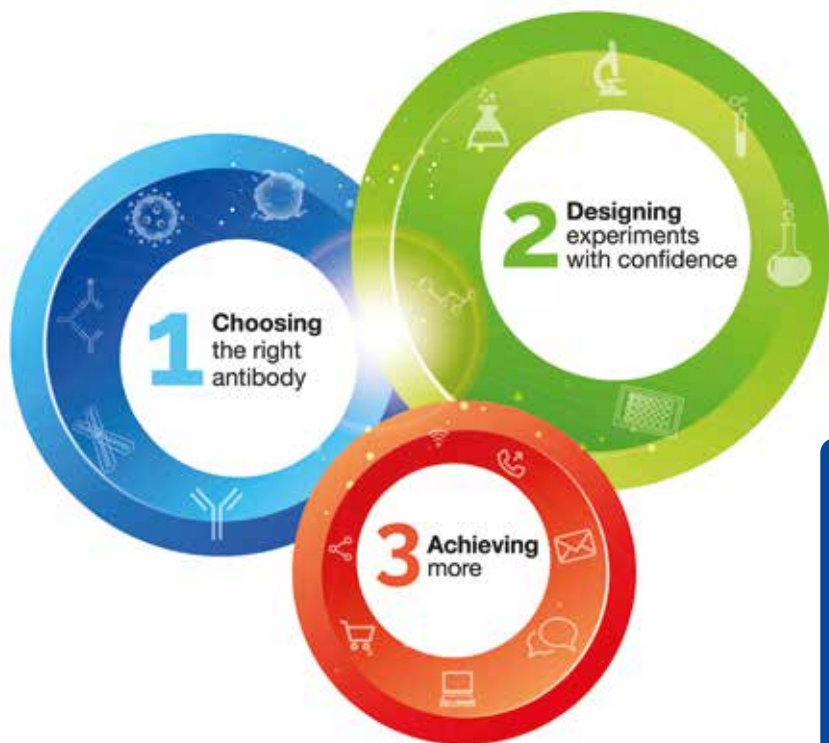 1
Choosing
the right
antibody
2
Designing
experiments
with confidence
3
Achieving
more